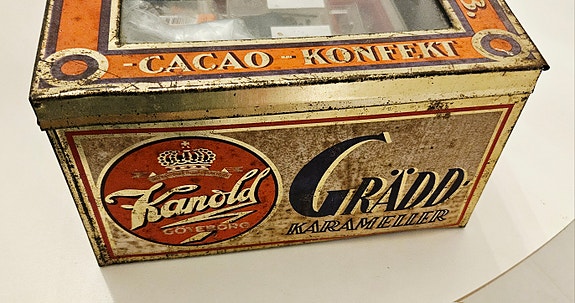 -CACAO-KONFEKT
Kanold
GÖTEBORG
GRÄDD-
KARAMELLER